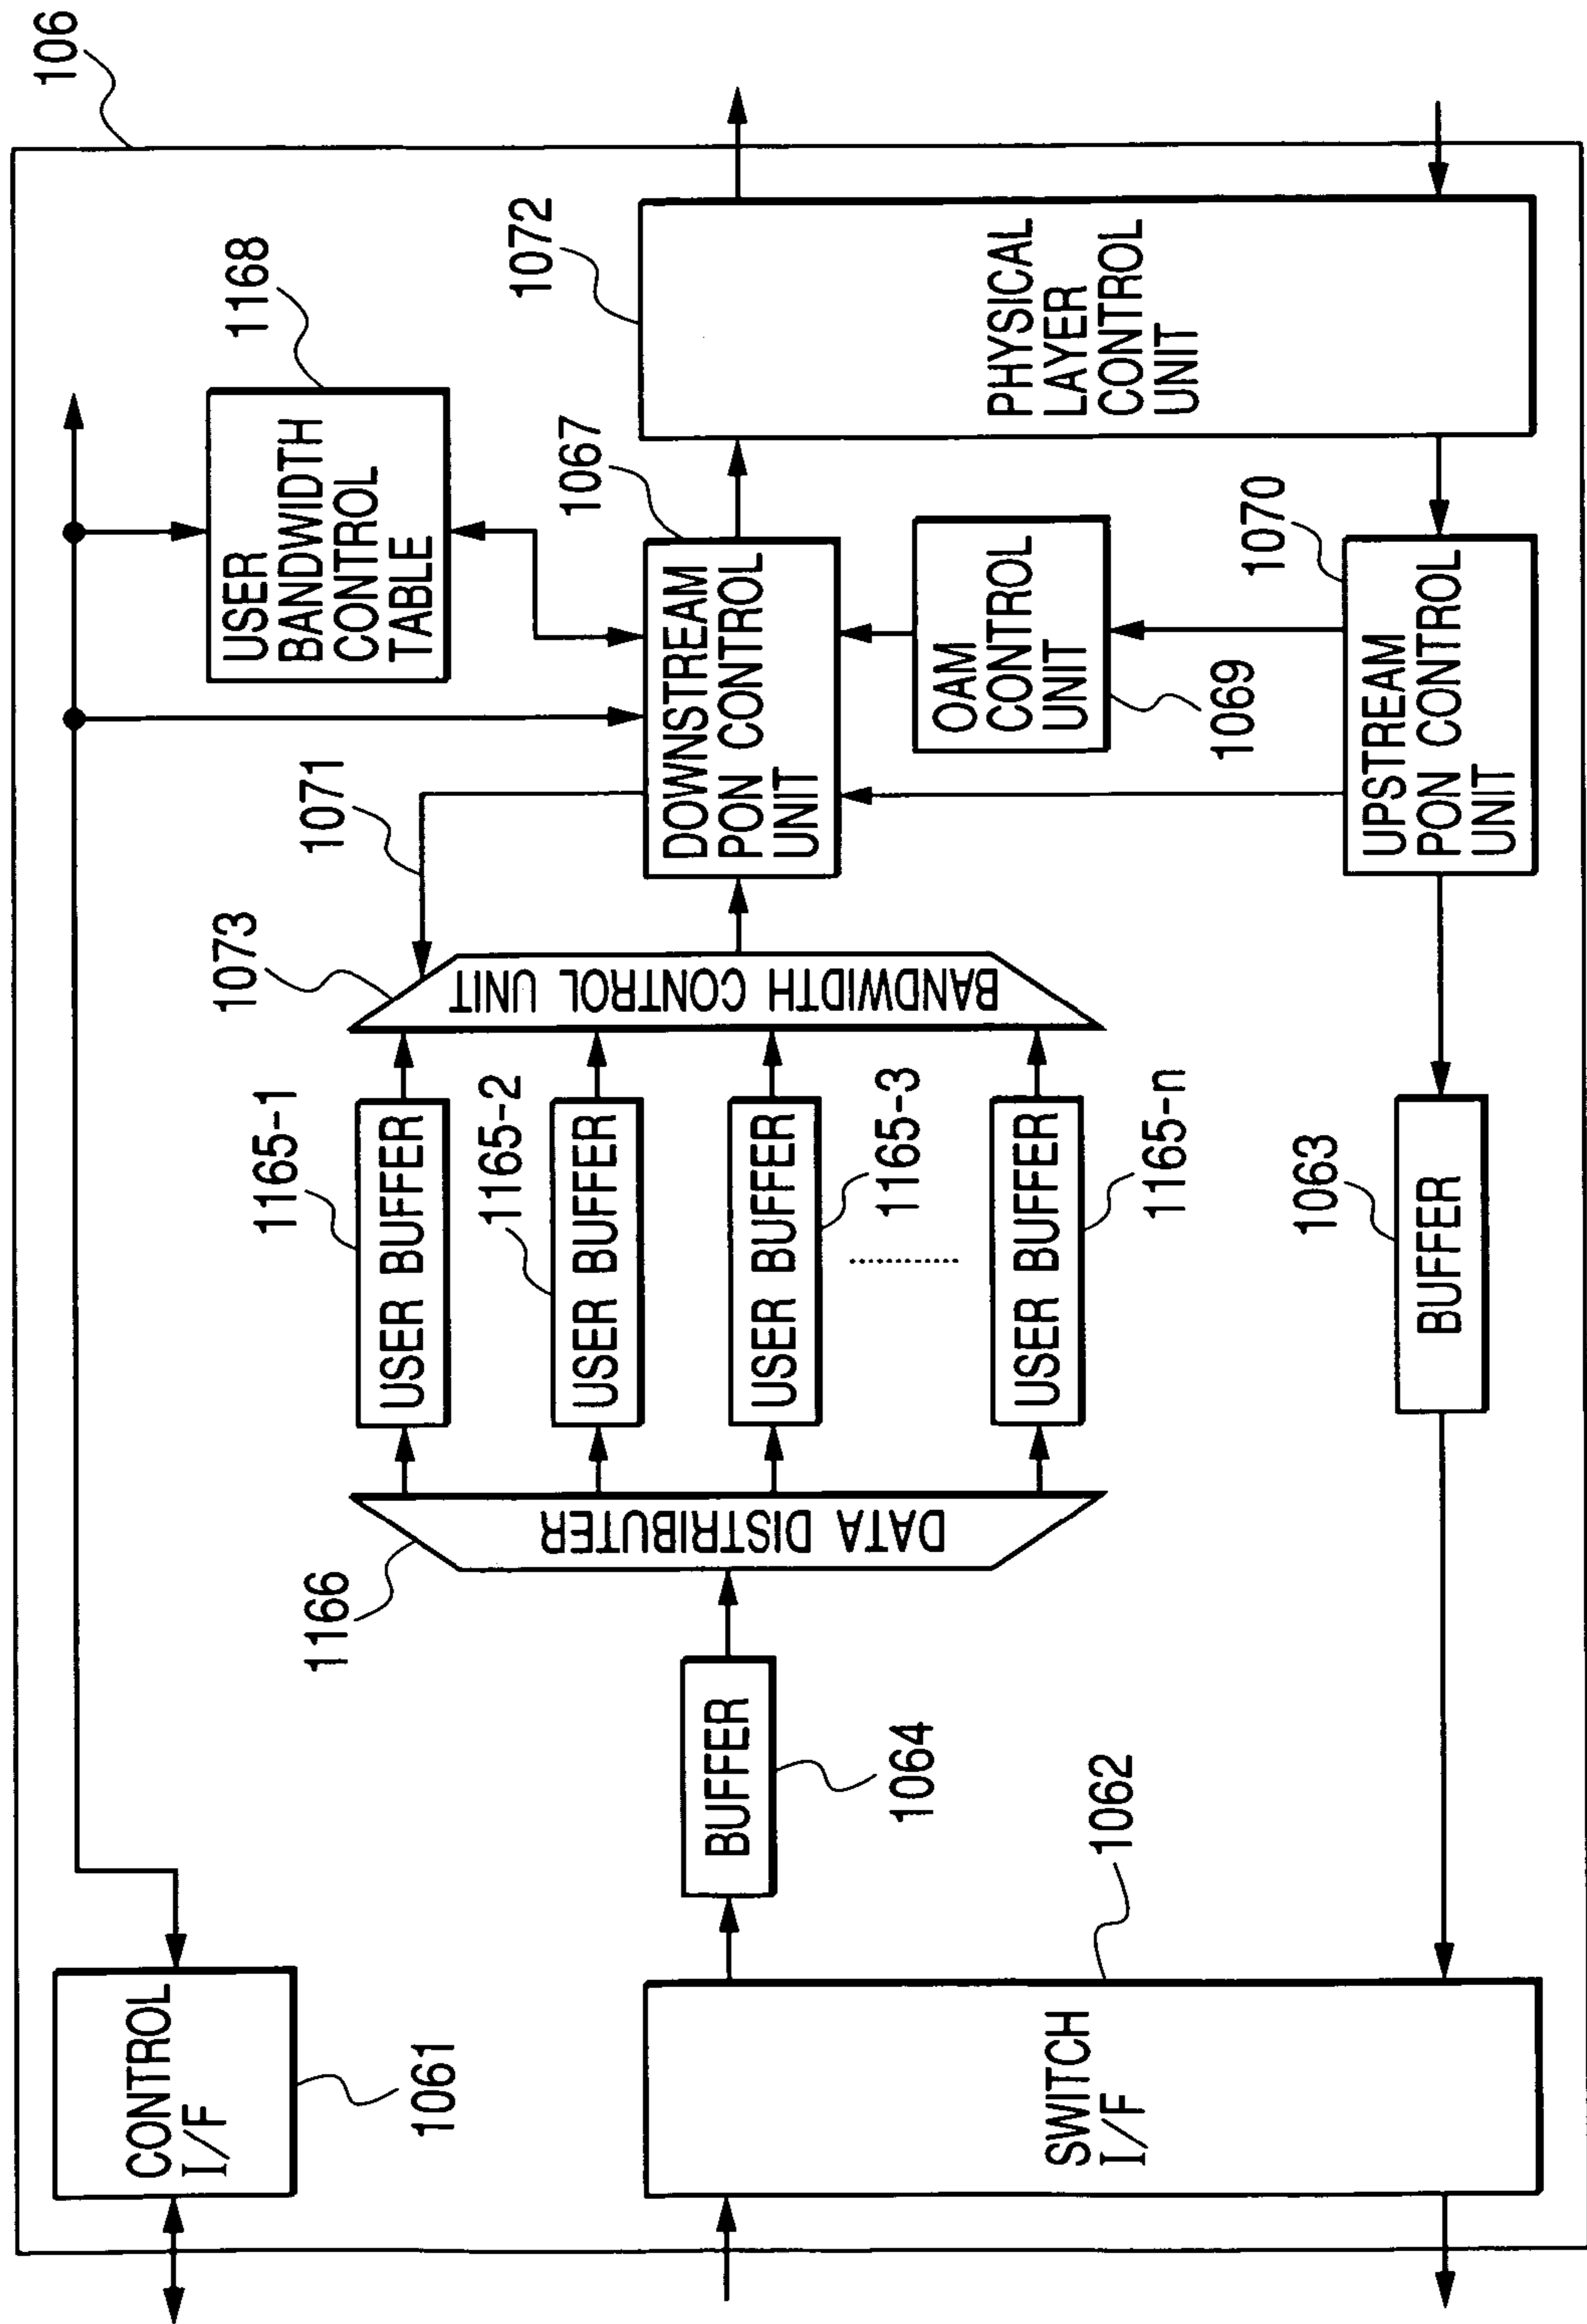 106
CONTROL
I/F
1061
USER
BANDWIDTH
CONTROL
TABLE
1168
SWITCH
I/F
1062
BUFFER
1064
DATA DISTRIBUTER
1166
USER BUFFER
1165-1
USER BUFFER
1165-2
USER BUFFER
1165-3
USER BUFFER
1165-n
BANDWIDTH CONTROL UNIT
1073
1071
DOWNSTREAM
PON CONTROL
UNIT
1067
OAM
CONTROL
UNIT
1069
PHYSICAL
LAYER
CONTROL
UNIT
1072
UPSTREAM
PON CONTROL
UNIT
1070
BUFFER
1063